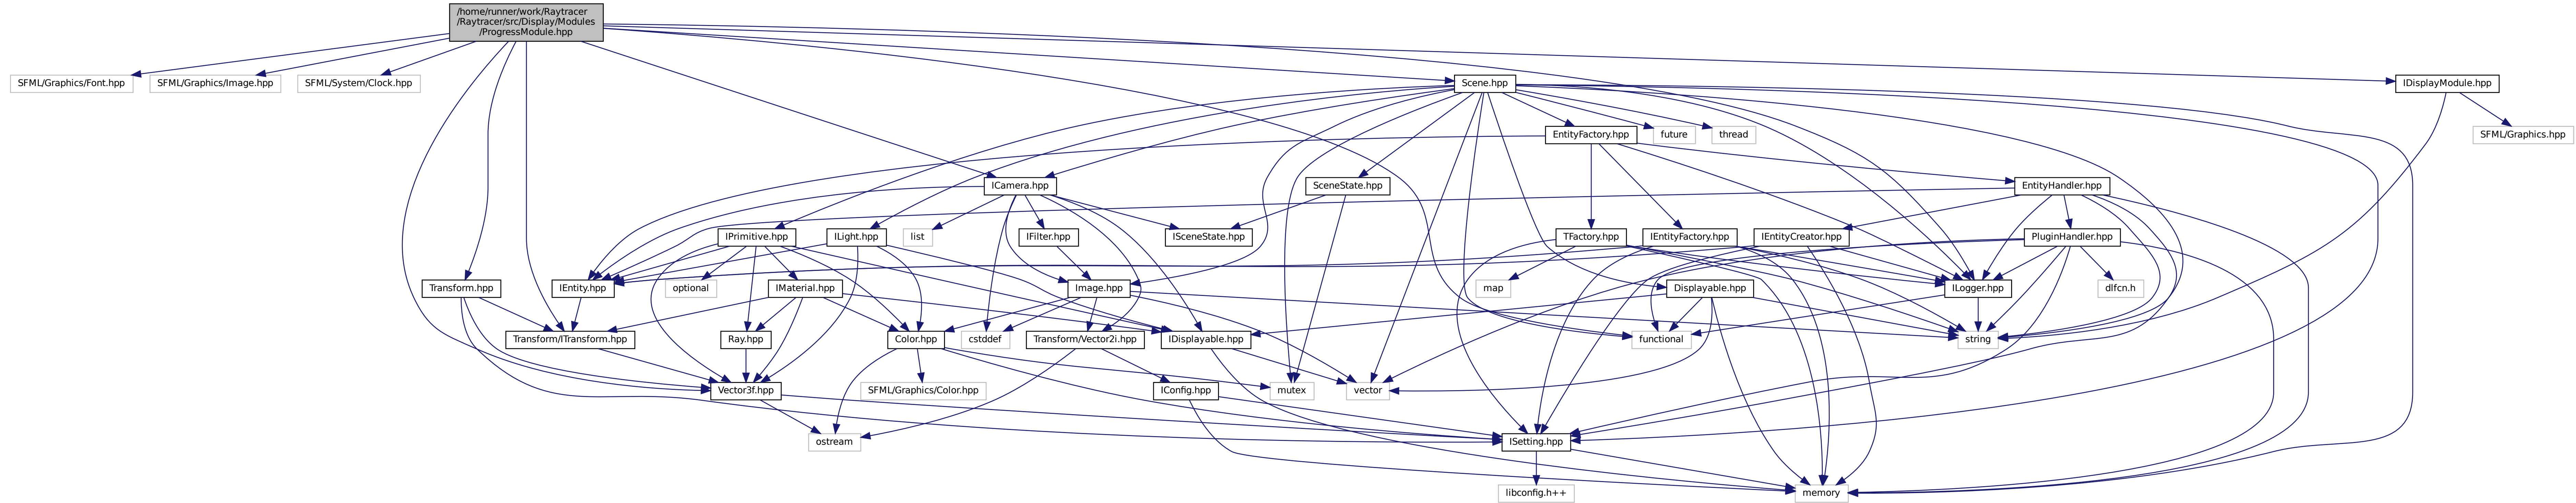 /home/runner/work/Raytracer
/Raytracer/src/Display/Modules
/ProgressModule.hpp
SFML/Graphics/Font.hpp
SFML/Graphics/Image.hpp
SFML/System/Clock.hpp
Scene.hpp
IDisplayModule.hpp
EntityFactory.hpp
future
thread
SFML/Graphics.hpp
ICamera.hpp
SceneState.hpp
EntityHandler.hpp
IPrimitive.hpp
ILight.hpp
list
IFilter.hpp
ISceneState.hpp
TFactory.hpp
IEntityFactory.hpp
IEntityCreator.hpp
PluginHandler.hpp
Transform.hpp
IEntity.hpp
optional
IMaterial.hpp
Image.hpp
map
Displayable.hpp
ILogger.hpp
dlfcn.h
Transform/ITransform.hpp
Ray.hpp
Color.hpp
cstddef
Transform/Vector2i.hpp
IDisplayable.hpp
functional
string
Vector3f.hpp
SFML/Graphics/Color.hpp
IConfig.hpp
mutex
vector
ostream
ISetting.hpp
libconfig.h++
memory